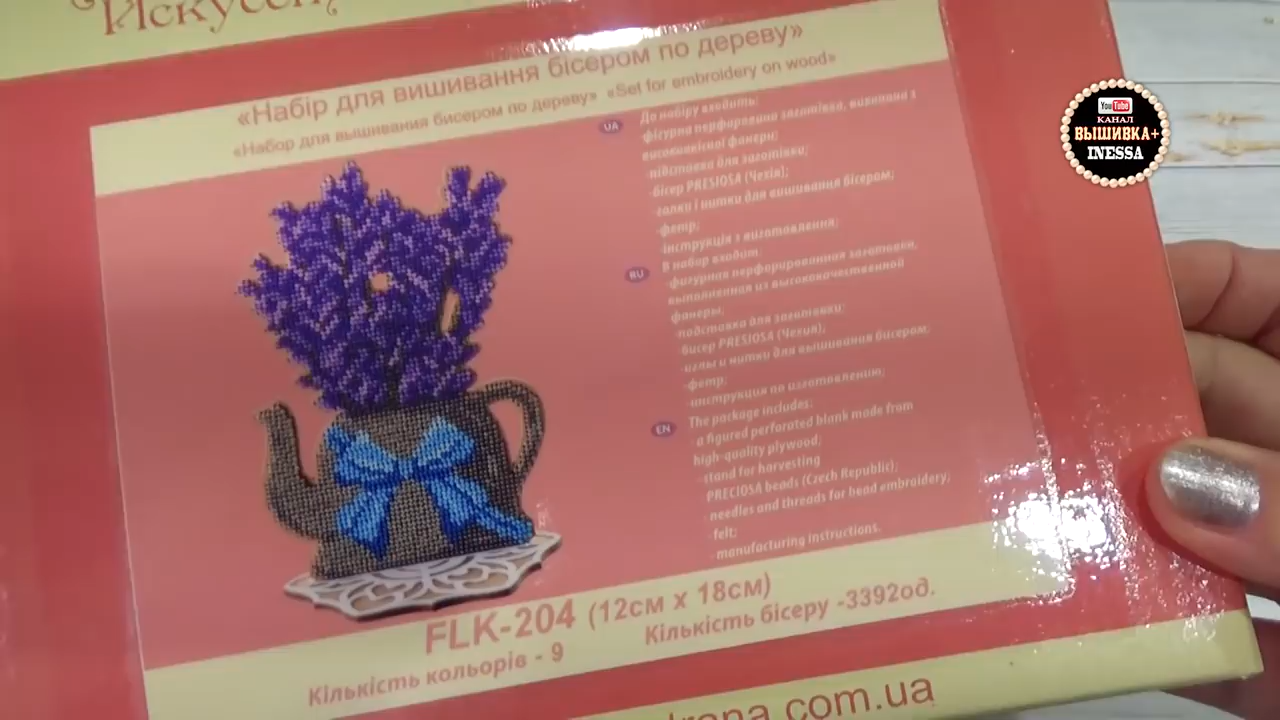 «Набір для вишивання бісером по дереву»
«Набор для вышивания бисером по дереву» «Set for embroidery on wood»
UA
До набору входить:
фігурна перфорована заготівка, виконана з
високоякісної фанери;
-підставка для заготівки;
-бісер PRESIOSA (Чехія);
-голки і нитки для вишивання бісером;
-фетр;
-інструкція з виготовлення;
RU
В набор входит:
-фигурная перфорированная заготовка,
выполненная из высококачественной
фанеры;
-подставка для заготовки;
-бисер PRESIOSA (Чехия);
-иглы и нитки для вышивания бисером;
-фетр;
-инструкция по изготовлению;
EN
The package includes:
- a figured perforated blank made from
high-quality plywood;
-stand for harvesting
PRECIOSA beads (Czech Republic);
- needles and threads for bead embroidery;
-felt;
- manufacturing instructions.
FLK-204 (12см х 18см)
Кількість кольорів - 9
Кількість бісеру -3392од.
.com.ua
YouTube
КАНАЛ
ВЫШИВКА+
INESSA